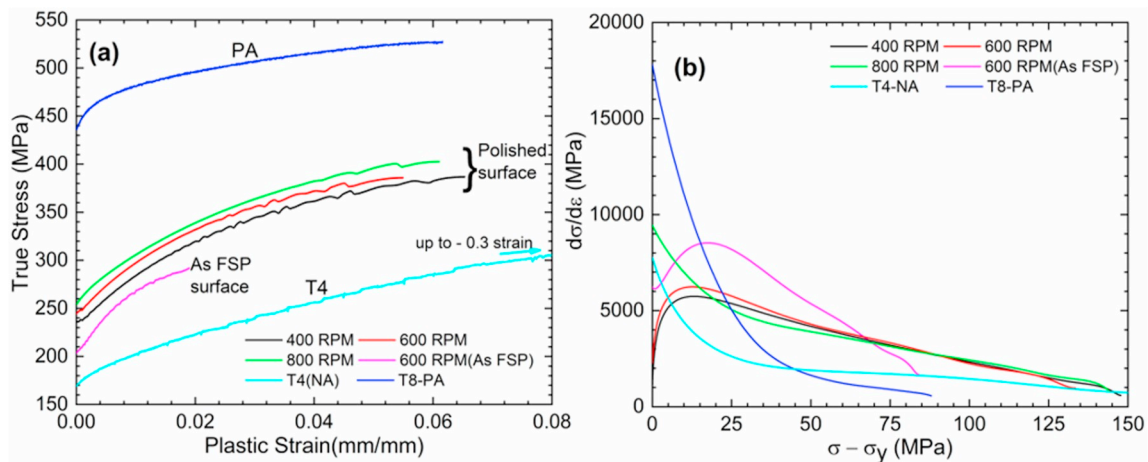 (a)
PA
Polished
surface
As FSP
surface
up to - 0.3 strain
T4
400 RPM
600 RPM
800 RPM
600 RPM(As FSP)
T4(NA)
T8-PA
True Stress (MPa)
550
500
450
400
350
300
250
200
150
0.00
0.02
0.04
0.06
0.08
Plastic Strain(mm/mm)
(b)
400 RPM
600 RPM
800 RPM
600 RPM(As FSP)
T4-NA
T8-PA
dσ/dε (MPa)
20000
15000
10000
5000
0
0
25
50
75
100
125
150
σ – σy (MPa)